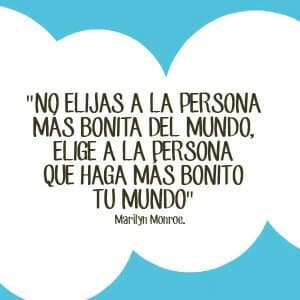 "NO ELIJAS A LA PERSONA
MÁS BONITA DEL MUNDO,
ELIGE A LA PERSONA
QUE HAGA MÁS BONITO
TU MUNDO"
Marilyn Monroe.